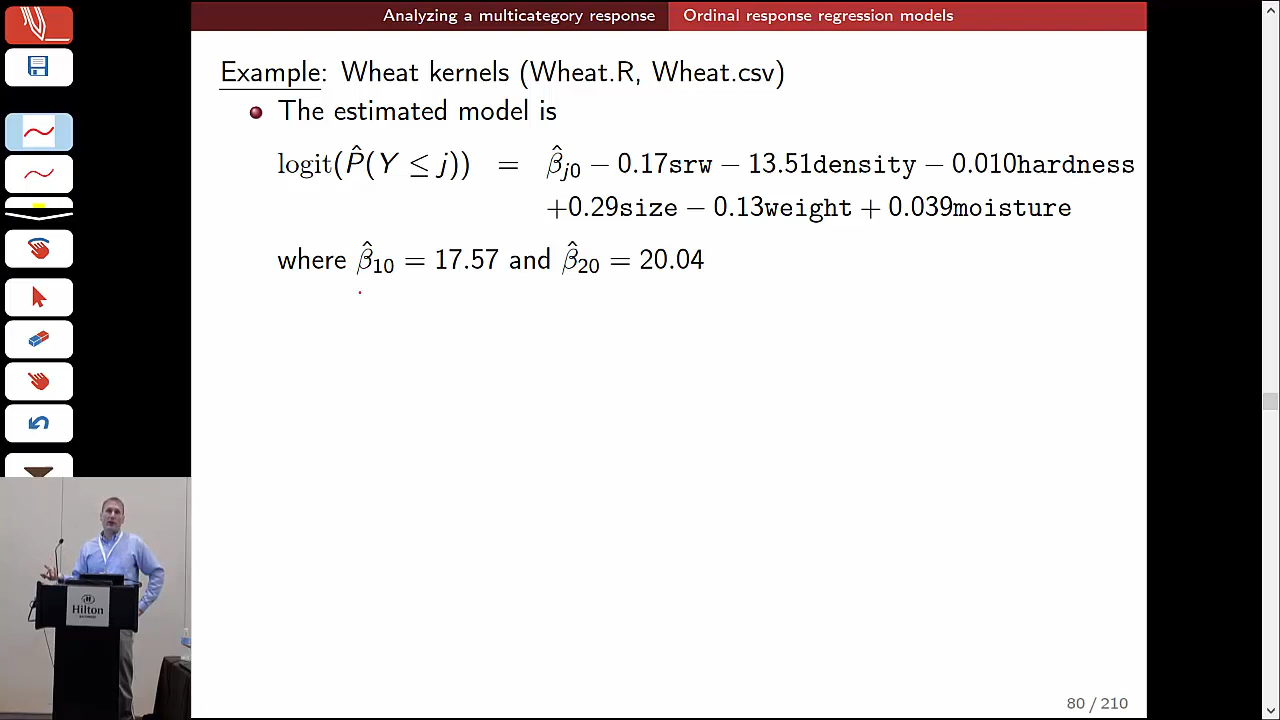 Analyzing a multicategory response Ordinal response regression models
Example: Wheat kernels (Wheat.R, Wheat.csv)
The estimated model is
logit(P̂(Y ≤ j)) = β̂j0 − 0.17srw − 13.51density − 0.010hardness
+0.29size − 0.13weight + 0.039moisture
where β̂10 = 17.57 and β̂20 = 20.04
Hilton
80 / 210